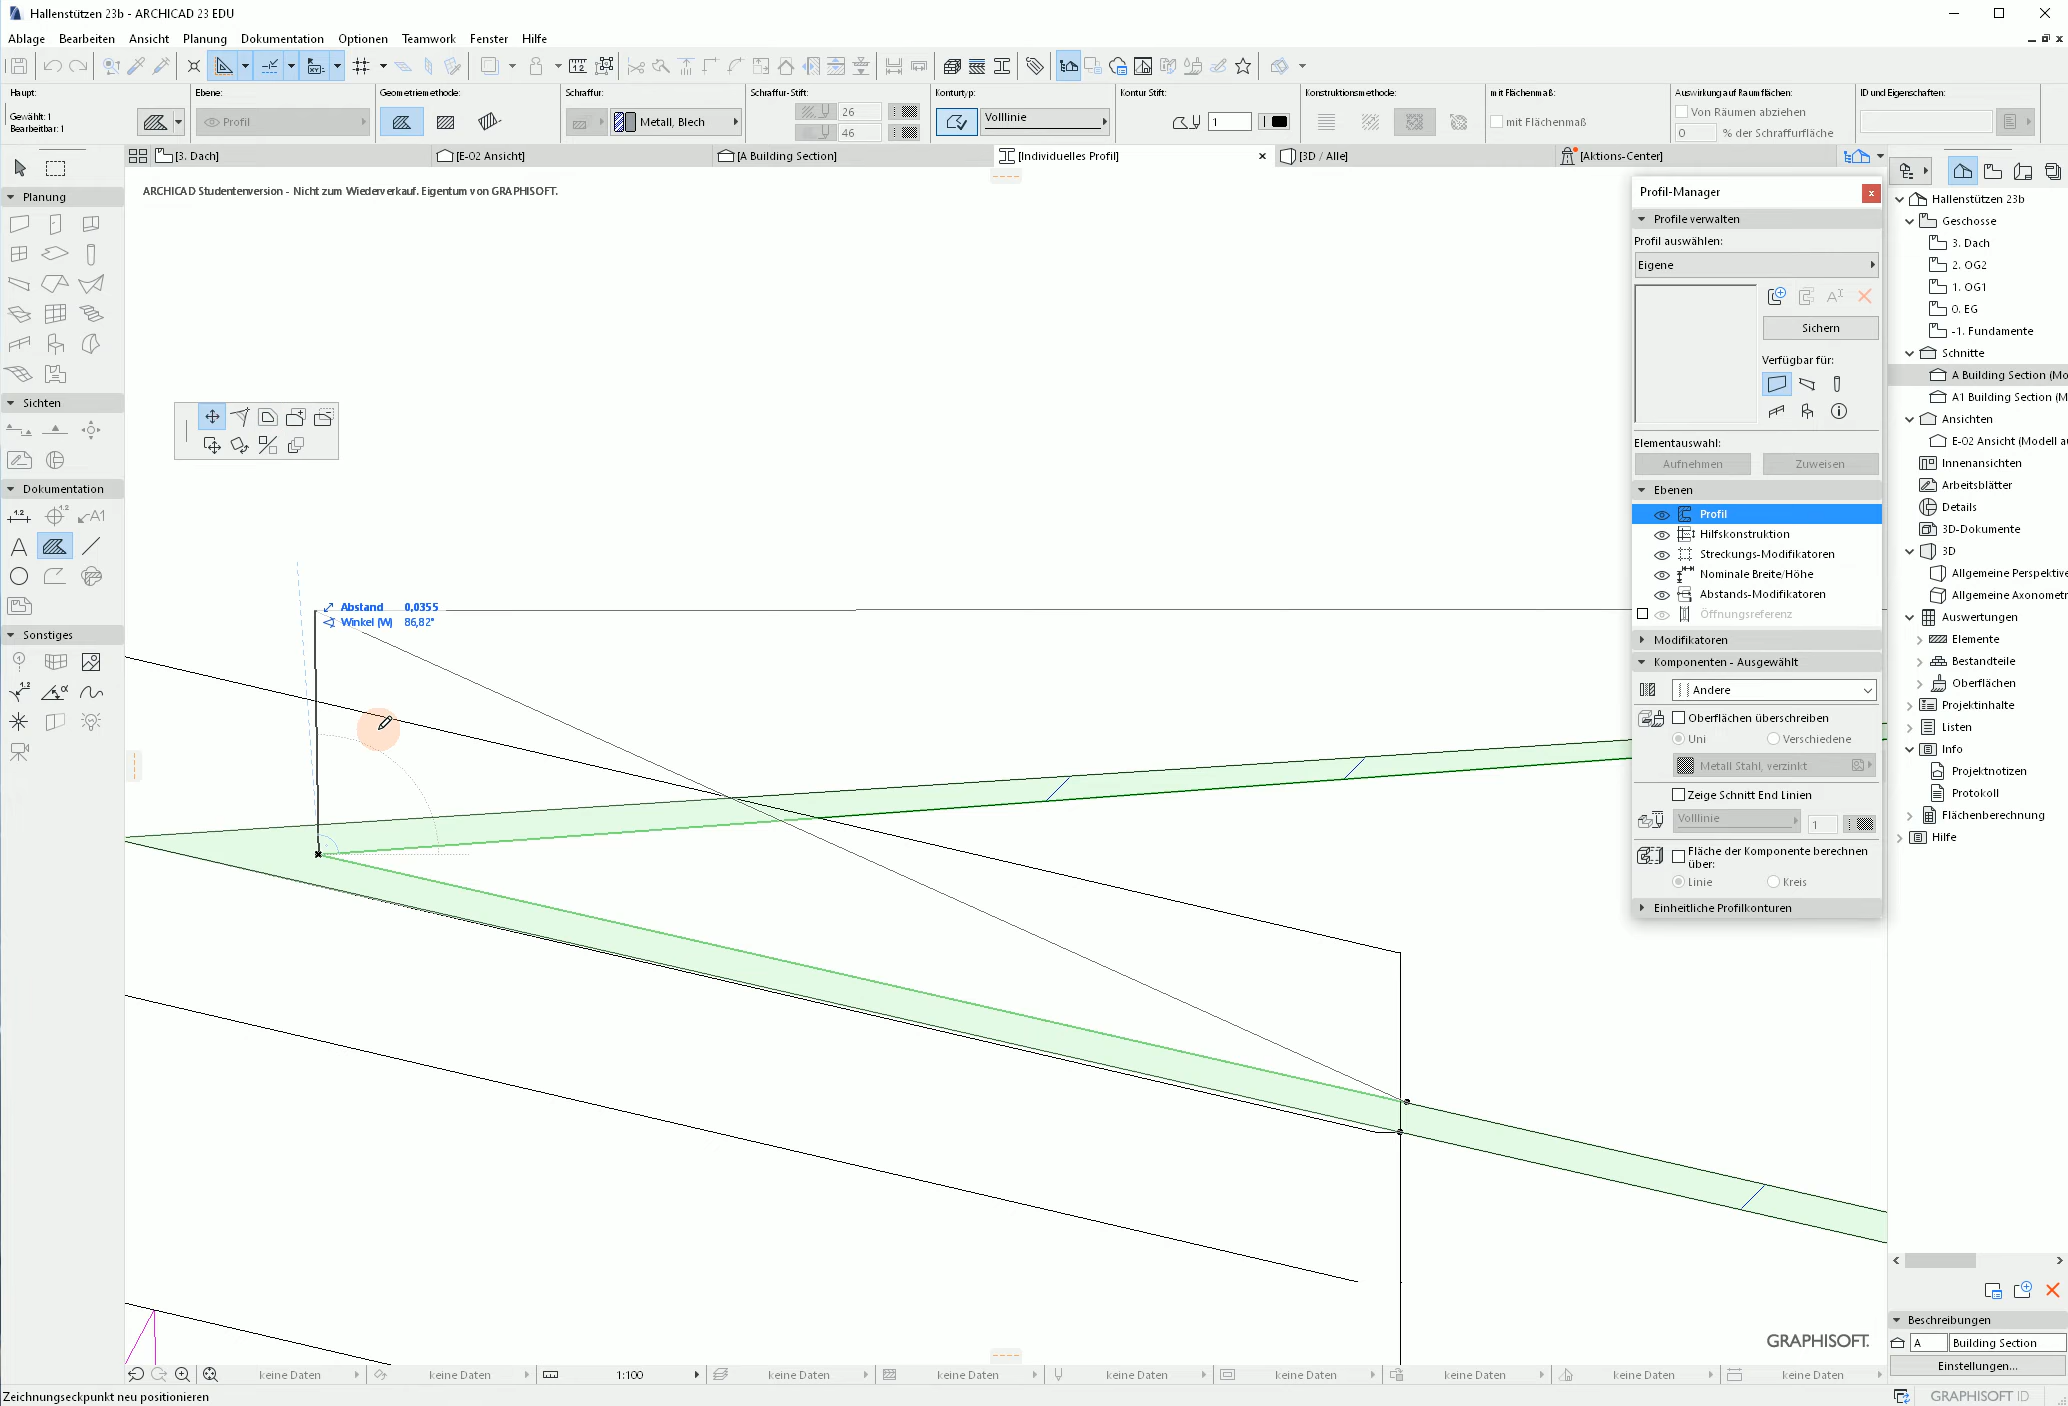 Hallenstützen 23b - ARCHICAD 23 EDU
Ablage Bearbeiten Ansicht Planung Dokumentation Optionen Teamwork Fenster Hilfe
Haupt: Ebene: Geometriemethode: Schraffur: Schraffur-Stift: Konturtyp: Kontur Stift: Konstruktionsmethode: mit Flächenmaß: Auswirkung auf Raumflächen: ID und Eigenschaften:
Gewählt: 1
Bearbeitbar: 1
Profil
Metall, Blech
26
46
Volllinie
1
mit Flächenmaß
Von Räumen abziehen
0 % der Schraffurfläche
[3. Dach] [E-02 Ansicht] [A Building Section] [Individuelles Profil] [3D / Alle] [Aktions-Center]
ARCHICAD Studentenversion - Nicht zum Wiederverkauf. Eigentum von GRAPHISOFT.
Planung
Sichten
Dokumentation
Sonstiges
Abstand 0,0355
Winkel (W) 86,82°
Profil-Manager
Profile verwalten
Profil auswählen:
Eigene
Sichern
Verfügbar für:
Elementauswahl:
Aufnehmen Zuweisen
Ebenen
Profil
Hilfskonstruktion
Streckungs-Modifikatoren
Nominale Breite/Höhe
Abstands-Modifikatoren
Öffnungsreferenz
Modifikatoren
Komponenten - Ausgewählt
Andere
Oberflächen überschreiben
Uni Verschiedene
Metall Stahl, verzinkt
Zeige Schnitt End Linien
Volllinie 1
Fläche der Komponente berechnen
über:
Linie Kreis
Einheitliche Profilkonturen
Hallenstützen 23b
Geschosse
3. Dach
2. OG2
1. OG1
0. EG
-1. Fundamente
Schnitte
A Building Section (Mo
A1 Building Section (M
Ansichten
E-02 Ansicht (Modell au
Innenansichten
Arbeitsblätter
Details
3D-Dokumente
3D
Allgemeine Perspektive
Allgemeine Axonometr
Auswertungen
Elemente
Bestandteile
Oberflächen
Projektinhalte
Listen
Info
Projektnotizen
Protokoll
Flächenberechnung
Hilfe
Beschreibungen
A Building Section
Einstellungen...
GRAPHISOFT.
keine Daten keine Daten 1:100 keine Daten keine Daten keine Daten keine Daten keine Daten keine Daten keine Daten
Zeichnungseckpunkt neu positionieren
GRAPHISOFT ID